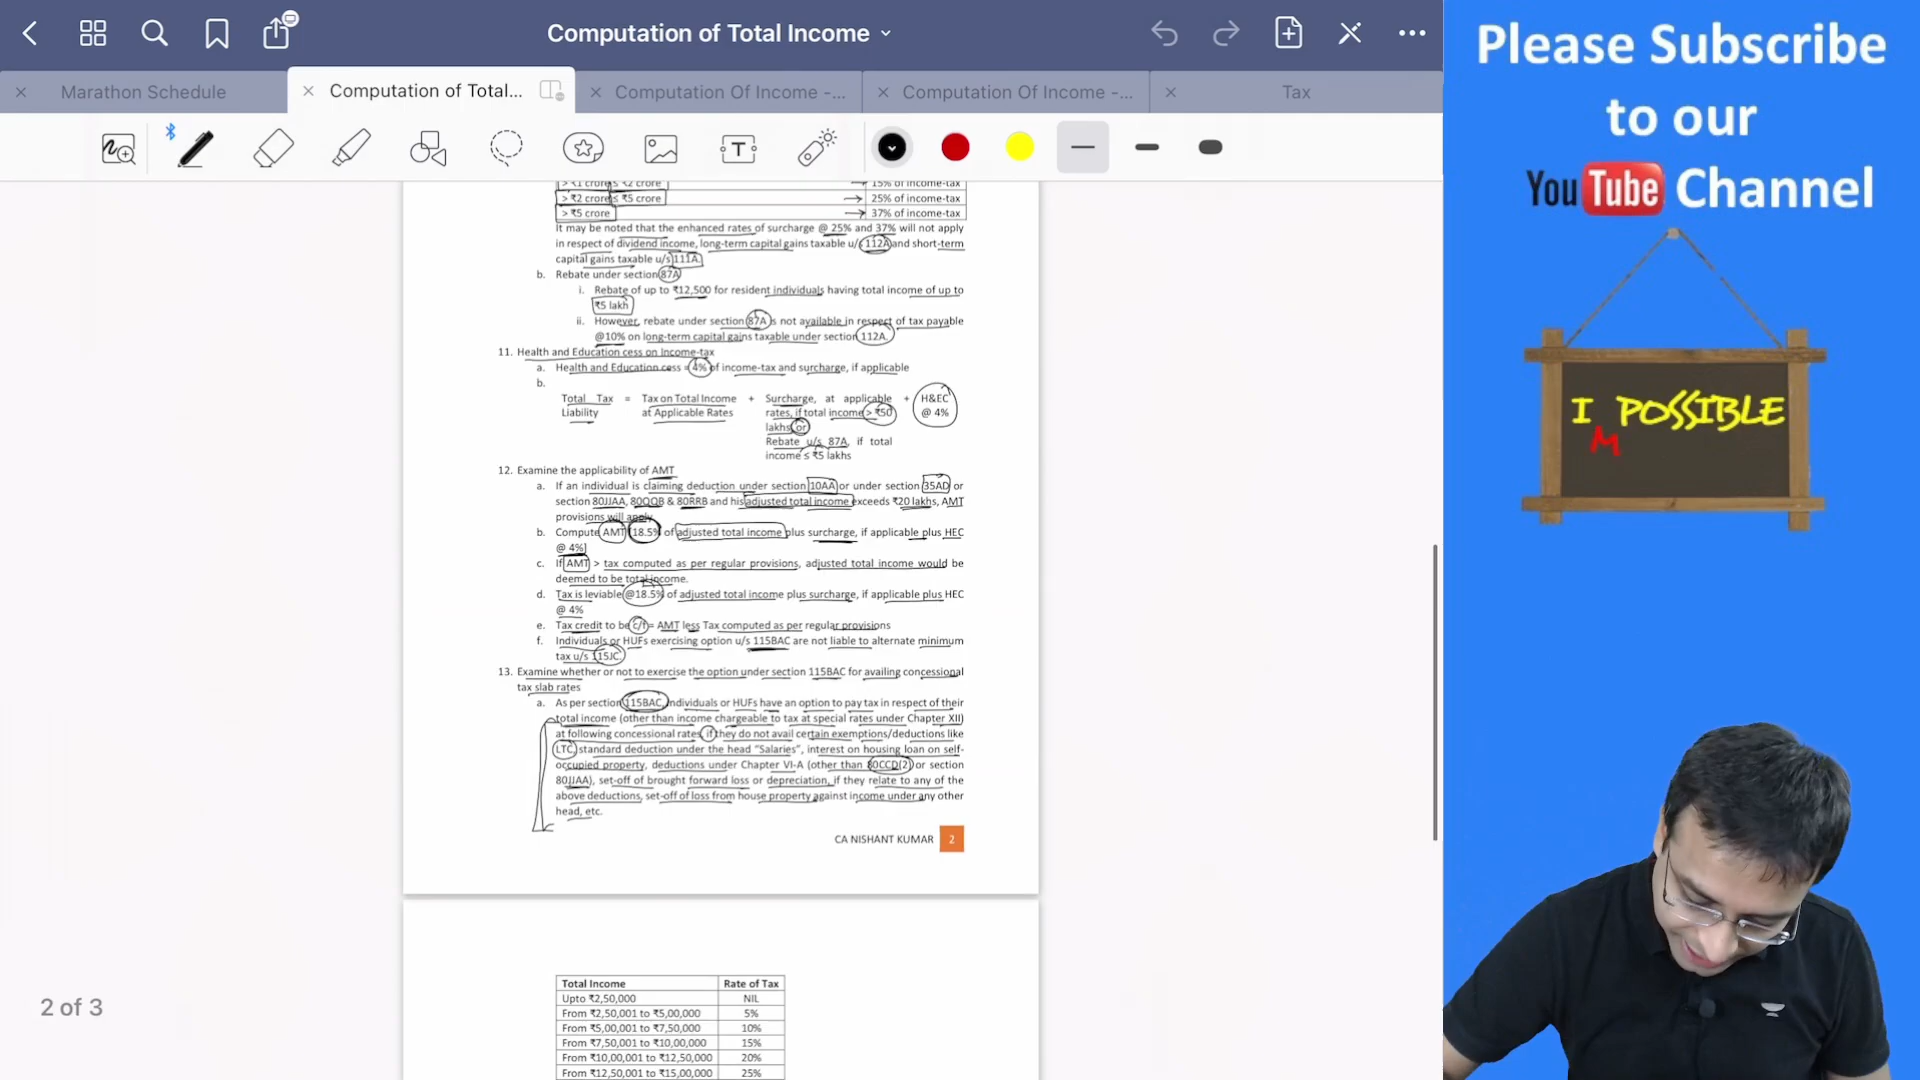 Computation of Total Income
Marathon Schedule
Computation of Total...
Computation Of Income -...
Computation Of Income -...
Tax
> ₹1 crore ≤ ₹2 crore 15% of income-tax
> ₹2 crore ≤ ₹5 crore 25% of income-tax
> ₹5 crore 37% of income-tax
It may be noted that the enhanced rates of surcharge @ 25% and 37% will not apply
in respect of dividend income, long-term capital gains taxable u/s 112A and short-term
capital gains taxable u/s 111A.
b. Rebate under section 87A
i. Rebate of up to ₹12,500 for resident individuals having total income of up to
₹5 lakh
ii. However, rebate under section 87A is not available in respect of tax payable
@10% on long-term capital gains taxable under section 112A.
11. Health and Education cess on Income-tax
a. Health and Education cess = 4% of income-tax and surcharge, if applicable
b.
Total Tax = Tax on Total Income + Surcharge, at applicable + H&EC
Liability at Applicable Rates rates, if total income > ₹50 @ 4%
lakhs or
Rebate u/s 87A, if total
income ≤ ₹5 lakhs
12. Examine the applicability of AMT
a. If an individual is claiming deduction under section 10AA or under section 35AD or
section 80JJAA, 80QQB & 80RRB and his adjusted total income exceeds ₹20 lakhs, AMT
provisions will apply.
b. Compute AMT [18.5% of adjusted total income plus surcharge, if applicable plus HEC
@ 4%]
c. If AMT > tax computed as per regular provisions, adjusted total income would be
deemed to be total income.
d. Tax is leviable @18.5% of adjusted total income plus surcharge, if applicable plus HEC
@ 4%
e. Tax credit to be c/f = AMT less Tax computed as per regular provisions
f. Individuals or HUFs exercising option u/s 115BAC are not liable to alternate minimum
tax u/s 115JC.
13. Examine whether or not to exercise the option under section 115BAC for availing concessional
tax slab rates
a. As per section 115BAC, individuals or HUFs have an option to pay tax in respect of their
total income (other than income chargeable to tax at special rates under Chapter XII)
at following concessional rates, if they do not avail certain exemptions/deductions like
LTC, standard deduction under the head "Salaries", interest on housing loan on self-
occupied property, deductions under Chapter VI-A (other than 80CCD(2) or section
80JJAA), set-off of brought forward loss or depreciation, if they relate to any of the
above deductions, set-off of loss from house property against income under any other
head, etc.
CA NISHANT KUMAR 2
Total Income Rate of Tax
Upto ₹2,50,000 NIL
From ₹2,50,001 to ₹5,00,000 5%
From ₹5,00,001 to ₹7,50,000 10%
From ₹7,50,001 to ₹10,00,000 15%
From ₹10,00,001 to ₹12,50,000 20%
From ₹12,50,001 to ₹15,00,000 25%
2 of 3
Please Subscribe
to our
YouTube Channel
I POSSIBLE
M